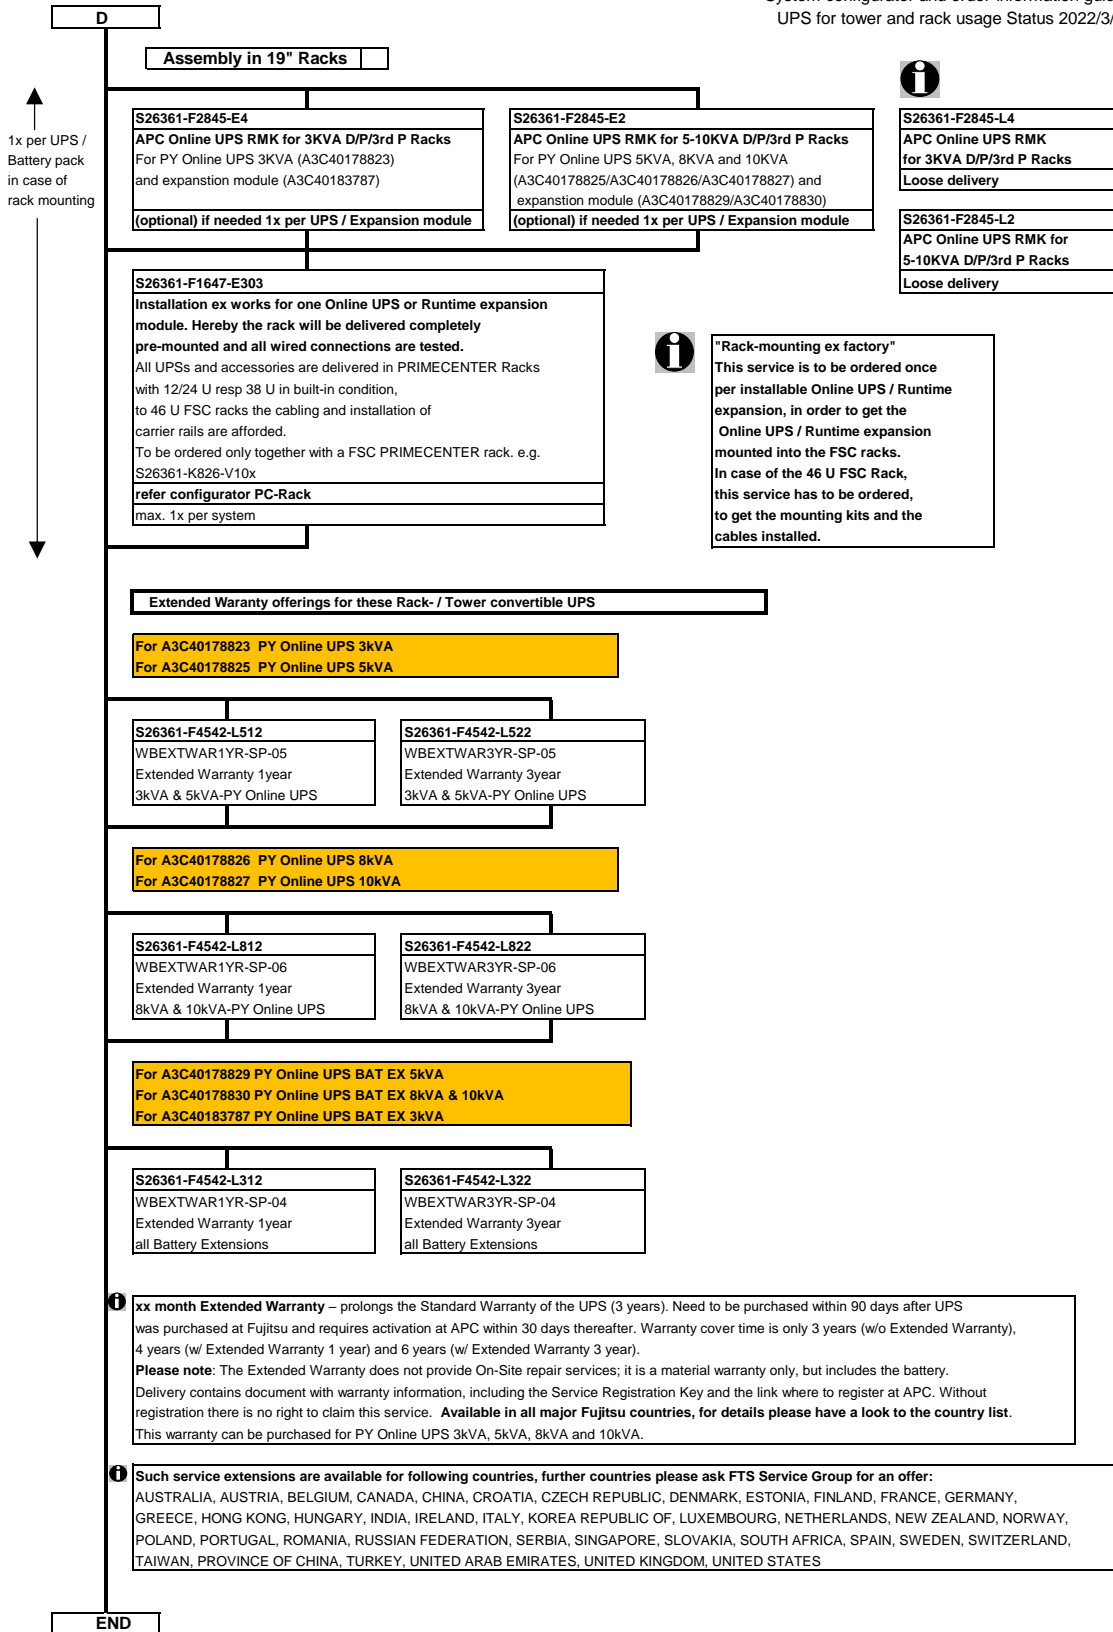 UPS for tower and rack usage Status 2022/3/
D
Assembly in 19" Racks
1x per UPS /
Battery pack
in case of
rack mounting
S26361-F2845-E4
APC Online UPS RMK for 3KVA D/P/3rd P Racks
For PY Online UPS 3KVA (A3C40178823)
and expanstion module (A3C40183787)
(optional) if needed 1x per UPS / Expansion module
S26361-F2845-E2
APC Online UPS RMK for 5-10KVA D/P/3rd P Racks
For PY Online UPS 5KVA, 8KVA and 10KVA
(A3C40178825/A3C40178826/A3C40178827) and
expanstion module (A3C40178829/A3C40178830)
(optional) if needed 1x per UPS / Expansion module
S26361-F2845-L4
APC Online UPS RMK
for 3KVA D/P/3rd P Racks
Loose delivery
S26361-F2845-L2
APC Online UPS RMK for
5-10KVA D/P/3rd P Racks
Loose delivery
S26361-F1647-E303
Installation ex works for one Online UPS or Runtime expansion
module. Hereby the rack will be delivered completely
pre-mounted and all wired connections are tested.
All UPSs and accessories are delivered in PRIMECENTER Racks
with 12/24 U resp 38 U in built-in condition,
to 46 U FSC racks the cabling and installation of
carrier rails are afforded.
To be ordered only together with a FSC PRIMECENTER rack. e.g.
S26361-K826-V10x
refer configurator PC-Rack
max. 1x per system
"Rack-mounting ex factory"
This service is to be ordered once
per installable Online UPS / Runtime
expansion, in order to get the
Online UPS / Runtime expansion
mounted into the FSC racks.
In case of the 46 U FSC Rack,
this service has to be ordered,
to get the mounting kits and the
cables installed.
Extended Waranty offerings for these Rack- / Tower convertible UPS
For A3C40178823 PY Online UPS 3kVA
For A3C40178825 PY Online UPS 5kVA
S26361-F4542-L512
WBEXTWAR1YR-SP-05
Extended Warranty 1year
3kVA & 5kVA-PY Online UPS
S26361-F4542-L522
WBEXTWAR3YR-SP-05
Extended Warranty 3year
3kVA & 5kVA-PY Online UPS
For A3C40178826 PY Online UPS 8kVA
For A3C40178827 PY Online UPS 10kVA
S26361-F4542-L812
WBEXTWAR1YR-SP-06
Extended Warranty 1year
8kVA & 10kVA-PY Online UPS
S26361-F4542-L822
WBEXTWAR3YR-SP-06
Extended Warranty 3year
8kVA & 10kVA-PY Online UPS
For A3C40178829 PY Online UPS BAT EX 5kVA
For A3C40178830 PY Online UPS BAT EX 8kVA & 10kVA
For A3C40183787 PY Online UPS BAT EX 3kVA
S26361-F4542-L312
WBEXTWAR1YR-SP-04
Extended Warranty 1year
all Battery Extensions
S26361-F4542-L322
WBEXTWAR3YR-SP-04
Extended Warranty 3year
all Battery Extensions
xx month Extended Warranty – prolongs the Standard Warranty of the UPS (3 years). Need to be purchased within 90 days after UPS
was purchased at Fujitsu and requires activation at APC within 30 days thereafter. Warranty cover time is only 3 years (w/o Extended Warranty),
4 years (w/ Extended Warranty 1 year) and 6 years (w/ Extended Warranty 3 year).
Please note: The Extended Warranty does not provide On-Site repair services; it is a material warranty only, but includes the battery.
Delivery contains document with warranty information, including the Service Registration Key and the link where to register at APC. Without
registration there is no right to claim this service. Available in all major Fujitsu countries, for details please have a look to the country list.
This warranty can be purchased for PY Online UPS 3kVA, 5kVA, 8kVA and 10kVA.
Such service extensions are available for following countries, further countries please ask FTS Service Group for an offer:
AUSTRALIA, AUSTRIA, BELGIUM, CANADA, CHINA, CROATIA, CZECH REPUBLIC, DENMARK, ESTONIA, FINLAND, FRANCE, GERMANY,
GREECE, HONG KONG, HUNGARY, INDIA, IRELAND, ITALY, KOREA REPUBLIC OF, LUXEMBOURG, NETHERLANDS, NEW ZEALAND, NORWAY,
POLAND, PORTUGAL, ROMANIA, RUSSIAN FEDERATION, SERBIA, SINGAPORE, SLOVAKIA, SOUTH AFRICA, SPAIN, SWEDEN, SWITZERLAND,
TAIWAN, PROVINCE OF CHINA, TURKEY, UNITED ARAB EMIRATES, UNITED KINGDOM, UNITED STATES
END